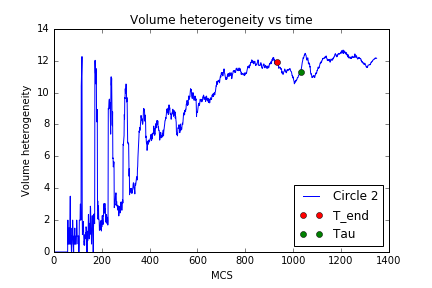 Volume heterogeneity vs time
Volume heterogeneity
14
12
10
8
6
4
2
0
0 200 400 600 800 1000 1200 1400
MCS
Circle 2
T_end
Tau